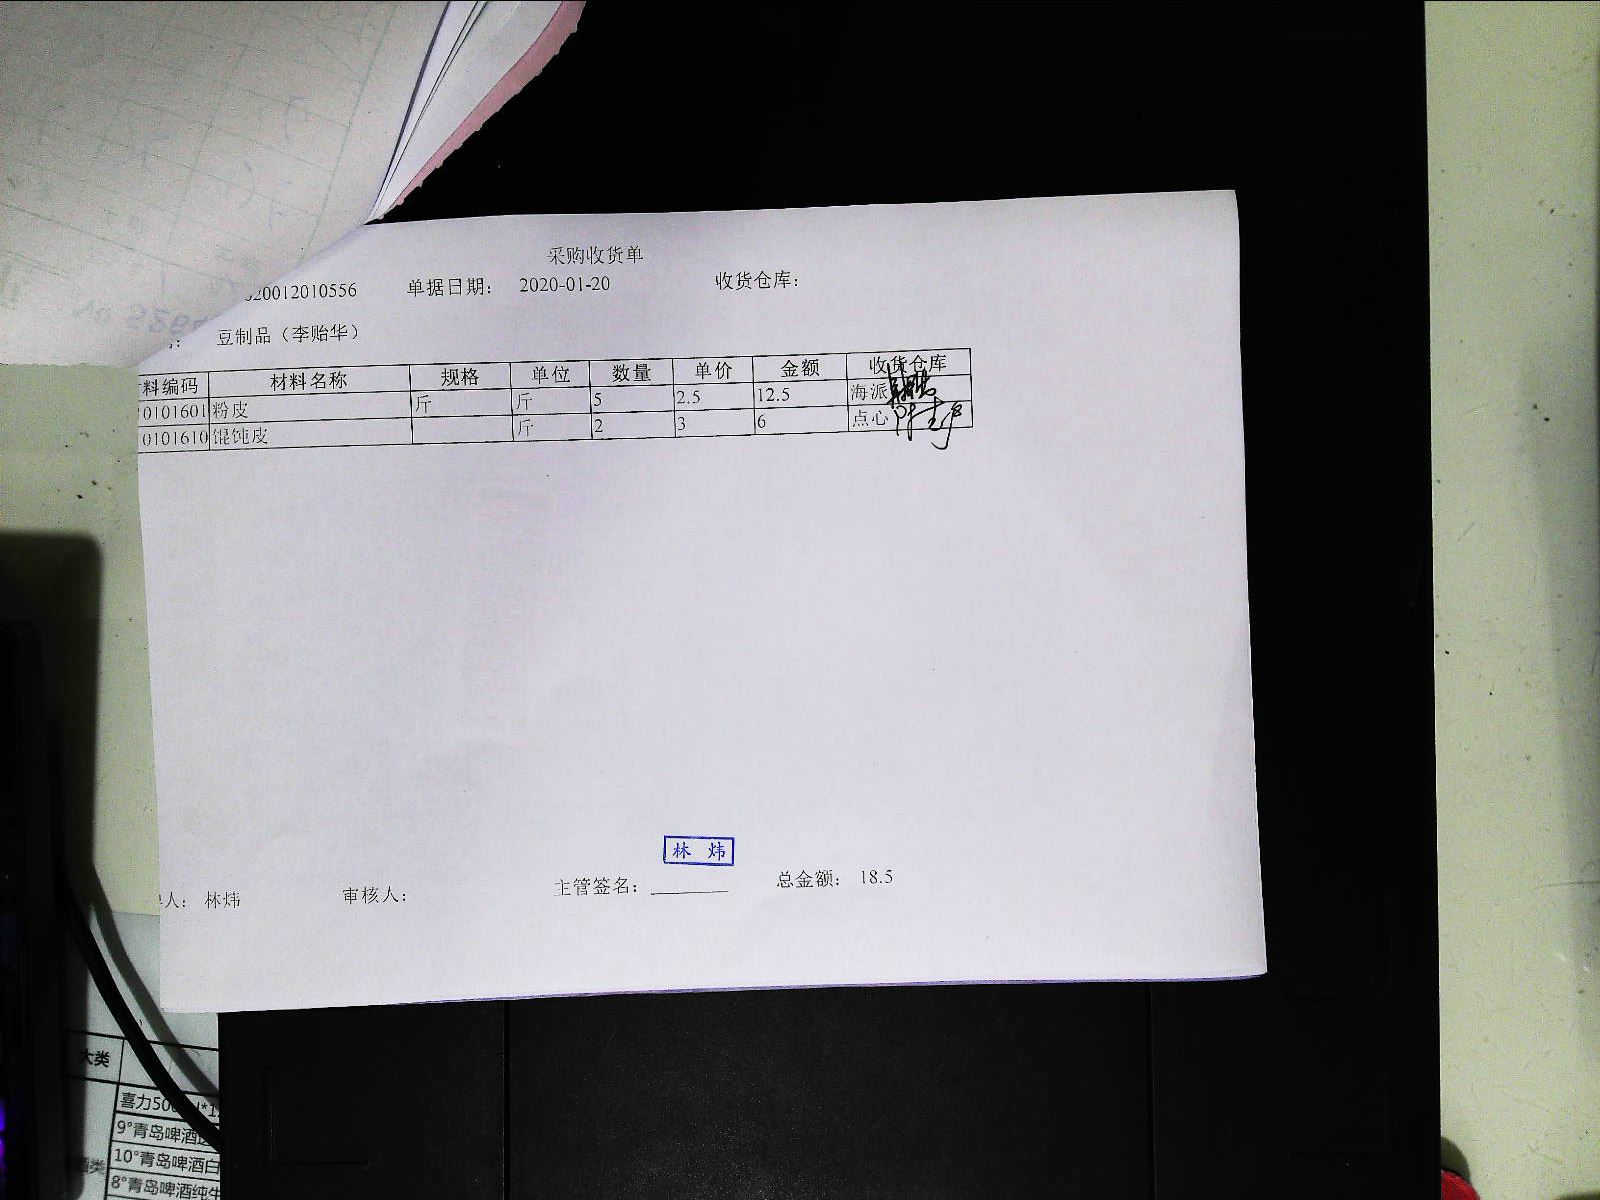 采购收货单
20012010556 单据日期： 2020-01-20 收货仓库：
： 豆制品（李贻华）
料编码 材料名称 规格 单位 数量 单价 金额 收货仓库
0101601 粉皮 斤 斤 5 2.5 12.5 海派
0101610 馄饨皮 斤 2 3 6 点心
林 炜
人： 林炜 审核人： 主管签名： 总金额： 18.5
大类
喜力500
9°青岛啤酒
10°青岛啤酒白
酒类
8°青岛啤酒纯生